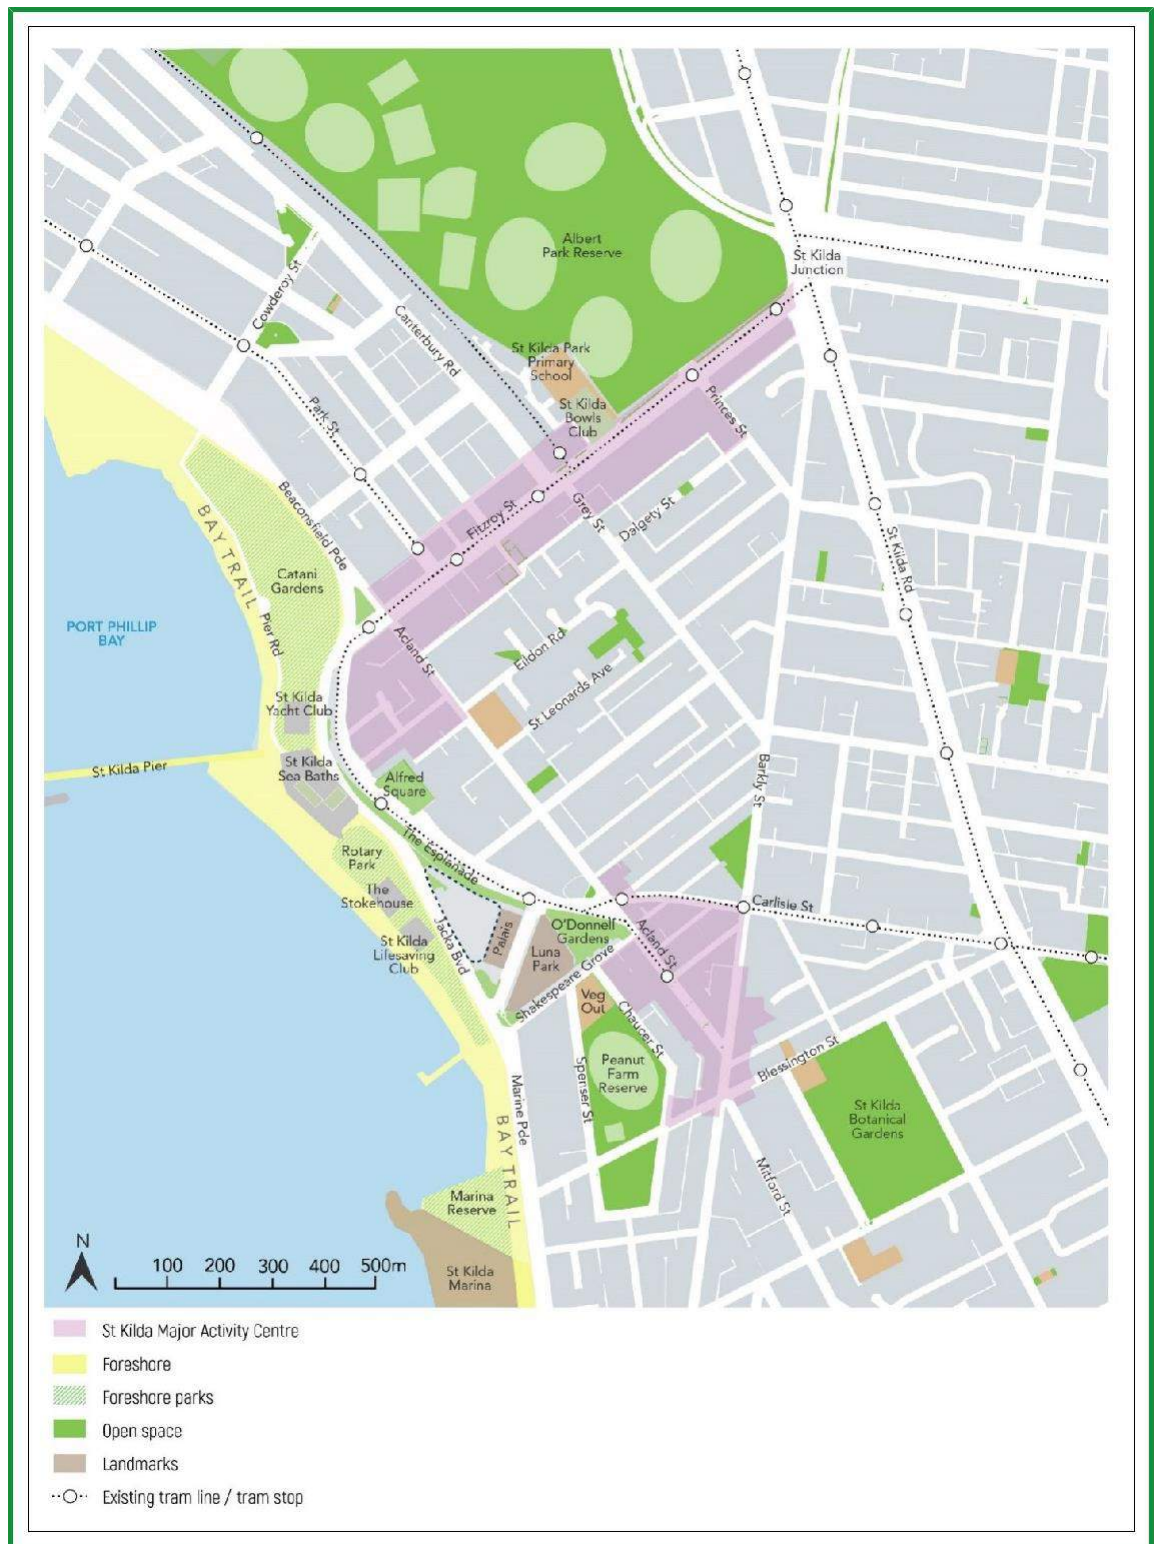 Albert
Park Reserve
St Kilda
Junction
Cowderoy St
Canterbury Rd
St Kilda Park
Primary
School
St Kilda
Bowls
Club
Princes St
Park St
Beaconsfield Pde
Fitzroy St
Grey St
Dalgety St
St Kilda Rd
BAY TRAIL
Catani
Gardens
PORT PHILLIP
BAY
Pier Rd
Acland St
Eildon Rd
St Leonards Ave
St Kilda
Yacht Club
St Kilda Pier
St Kilda
Sea Baths
Alfred
Square
Barkly St
The Esplanade
Rotary
Park
The
Stokehouse
St Kilda
Lifesaving
Club
Jacka Blvd
Palais
O'Donnell
Gardens
Luna
Park
Acland St
Carlisle St
Shakespeare Grove
Veg
Out
Chaucer St
Peanut
Farm
Reserve
Spenser St
Blessington St
St Kilda
Botanical
Gardens
Marine Pde
BAY TRAIL
Mitford St
Marina
Reserve
St Kilda
Marina
N
100 200 300 400 500m
St Kilda Major Activity Centre
Foreshore
Foreshore parks
Open space
Landmarks
Existing tram line / tram stop